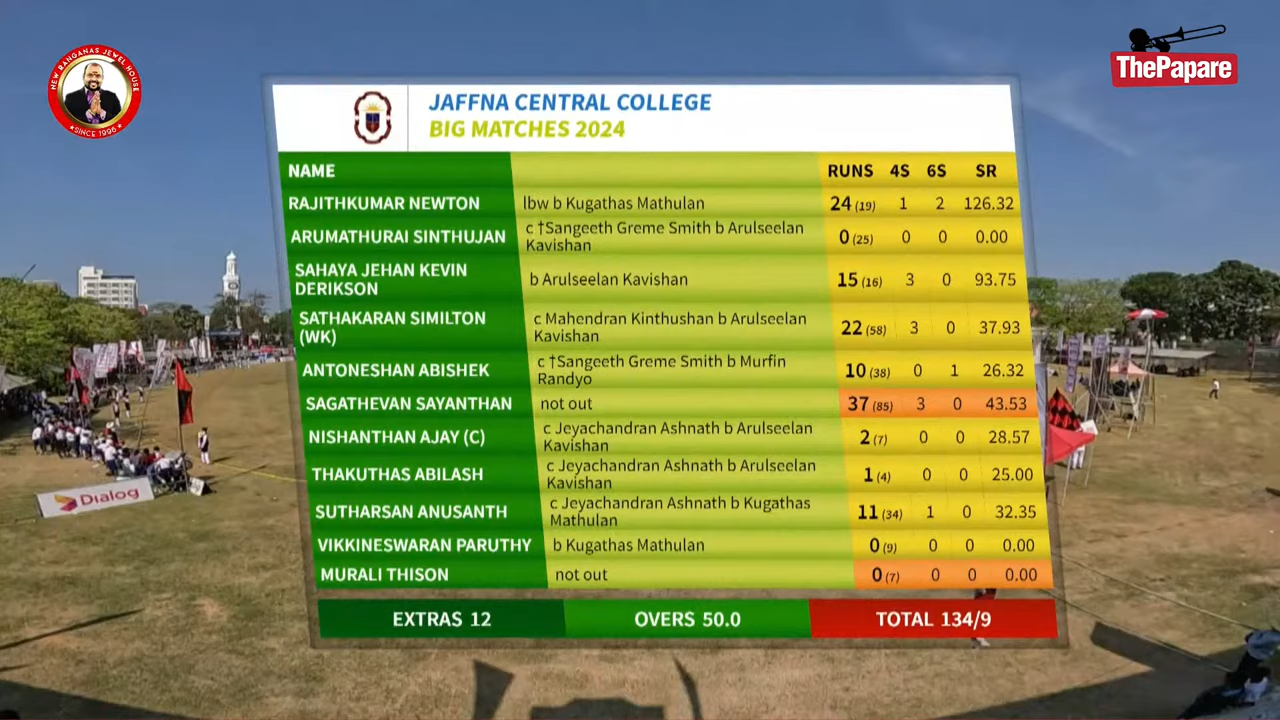 NEW RANGANAS JEWEL HOUSE
SINCE 1996
ThePapare
JAFFNA CENTRAL COLLEGE
BIG MATCHES 2024
NAME RUNS 4S 6S SR
RAJITHKUMAR NEWTON lbw b Kugathas Mathulan 24 (19) 1 2 126.32
ARUMATHURAI SINTHUJAN c †Sangeeth Greme Smith b Arulseelan Kavishan 0 (25) 0 0 0.00
SAHAYA JEHAN KEVIN DERIKSON b Arulseelan Kavishan 15 (16) 3 0 93.75
SATHAKARAN SIMILTON (WK) c Mahendran Kinthushan b Arulseelan Kavishan 22 (58) 3 0 37.93
ANTONESHAN ABISHEK c †Sangeeth Greme Smith b Murfin Randyo 10 (38) 0 1 26.32
SAGATHEVAN SAYANTHAN not out 37 (85) 3 0 43.53
NISHANTHAN AJAY (C) c Jeyachandran Ashnath b Arulseelan Kavishan 2 (7) 0 0 28.57
THAKUTHAS ABILASH c Jeyachandran Ashnath b Arulseelan Kavishan 1 (4) 0 0 25.00
SUTHARSAN ANUSANTH c Jeyachandran Ashnath b Kugathas Mathulan 11 (34) 1 0 32.35
VIKKINESWARAN PARUTHY b Kugathas Mathulan 0 (9) 0 0 0.00
MURALI THISON not out 0 (7) 0 0 0.00
EXTRAS 12 OVERS 50.0 TOTAL 134/9
Dialog